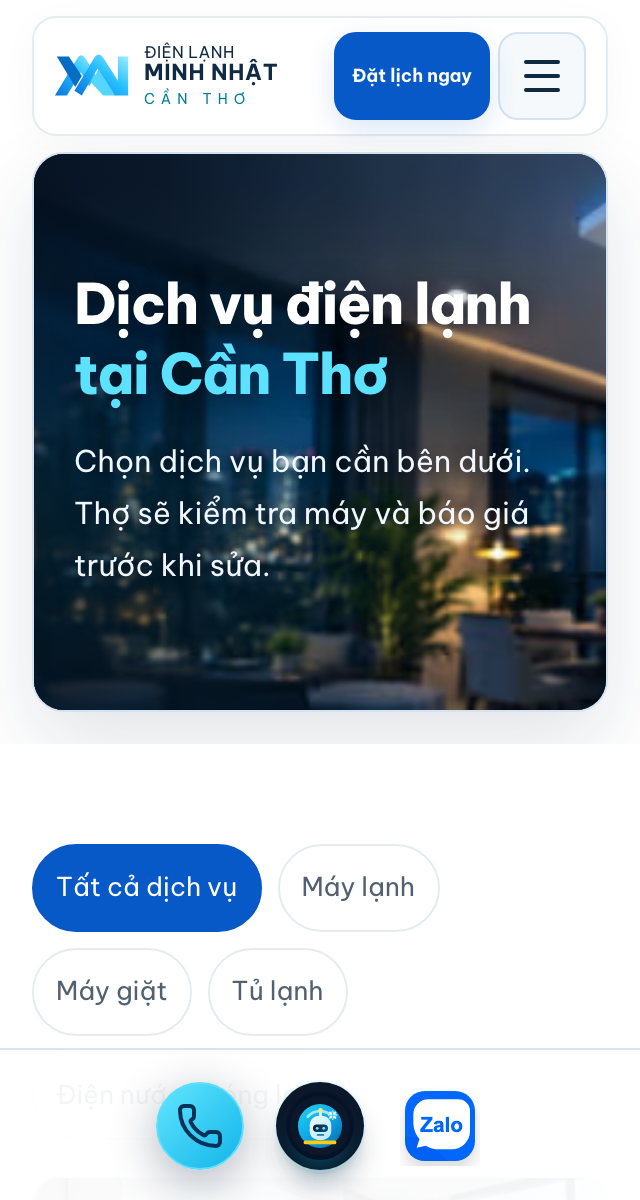 ĐIỆN LẠNH
MINH NHẬT
CẦN THƠ
Đặt lịch ngay
Dịch vụ điện lạnh
tại Cần Thơ
Chọn dịch vụ bạn cần bên dưới.
Thợ sẽ kiểm tra máy và báo giá
trước khi sửa.
Tất cả dịch vụ
Máy lạnh
Máy giặt
Tủ lạnh
Điện
Zalo